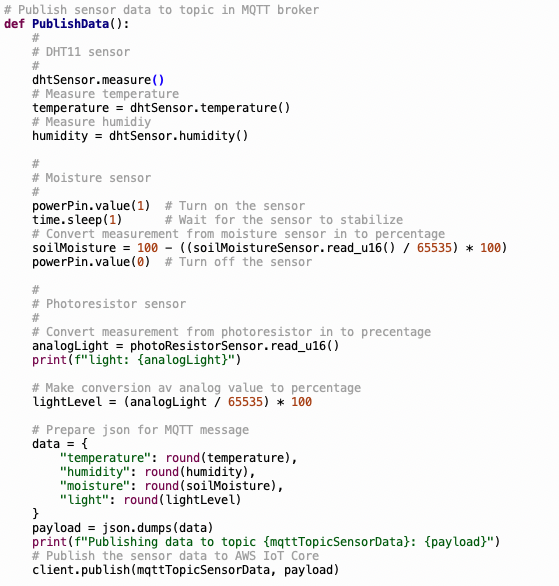 # Publish sensor data to topic in MQTT broker
def PublishData():
    #
    # DHT11 sensor
    #
    dhtSensor.measure()
    # Measure temperature
    temperature = dhtSensor.temperature()
    # Measure humidiy
    humidity = dhtSensor.humidity()

    #
    # Moisture sensor
    #
    powerPin.value(1)  # Turn on the sensor
    time.sleep(1)      # Wait for the sensor to stabilize
    # Convert measurement from moisture sensor in to percentage
    soilMoisture = 100 - ((soilMoistureSensor.read_u16() / 65535) * 100)
    powerPin.value(0)  # Turn off the sensor

    #
    # Photoresistor sensor
    #
    # Convert measurement from photoresistor in to precentage
    analogLight = photoResistorSensor.read_u16()
    print(f"light: {analogLight}")

    # Make conversion av analog value to percentage
    lightLevel = (analogLight / 65535) * 100

    # Prepare json for MQTT message
    data = {
        "temperature": round(temperature),
        "humidity": round(humidity),
        "moisture": round(soilMoisture),
        "light": round(lightLevel)
    }
    payload = json.dumps(data)
    print(f"Publishing data to topic {mqttTopicSensorData}: {payload}")
    # Publish the sensor data to AWS IoT Core
    client.publish(mqttTopicSensorData, payload)